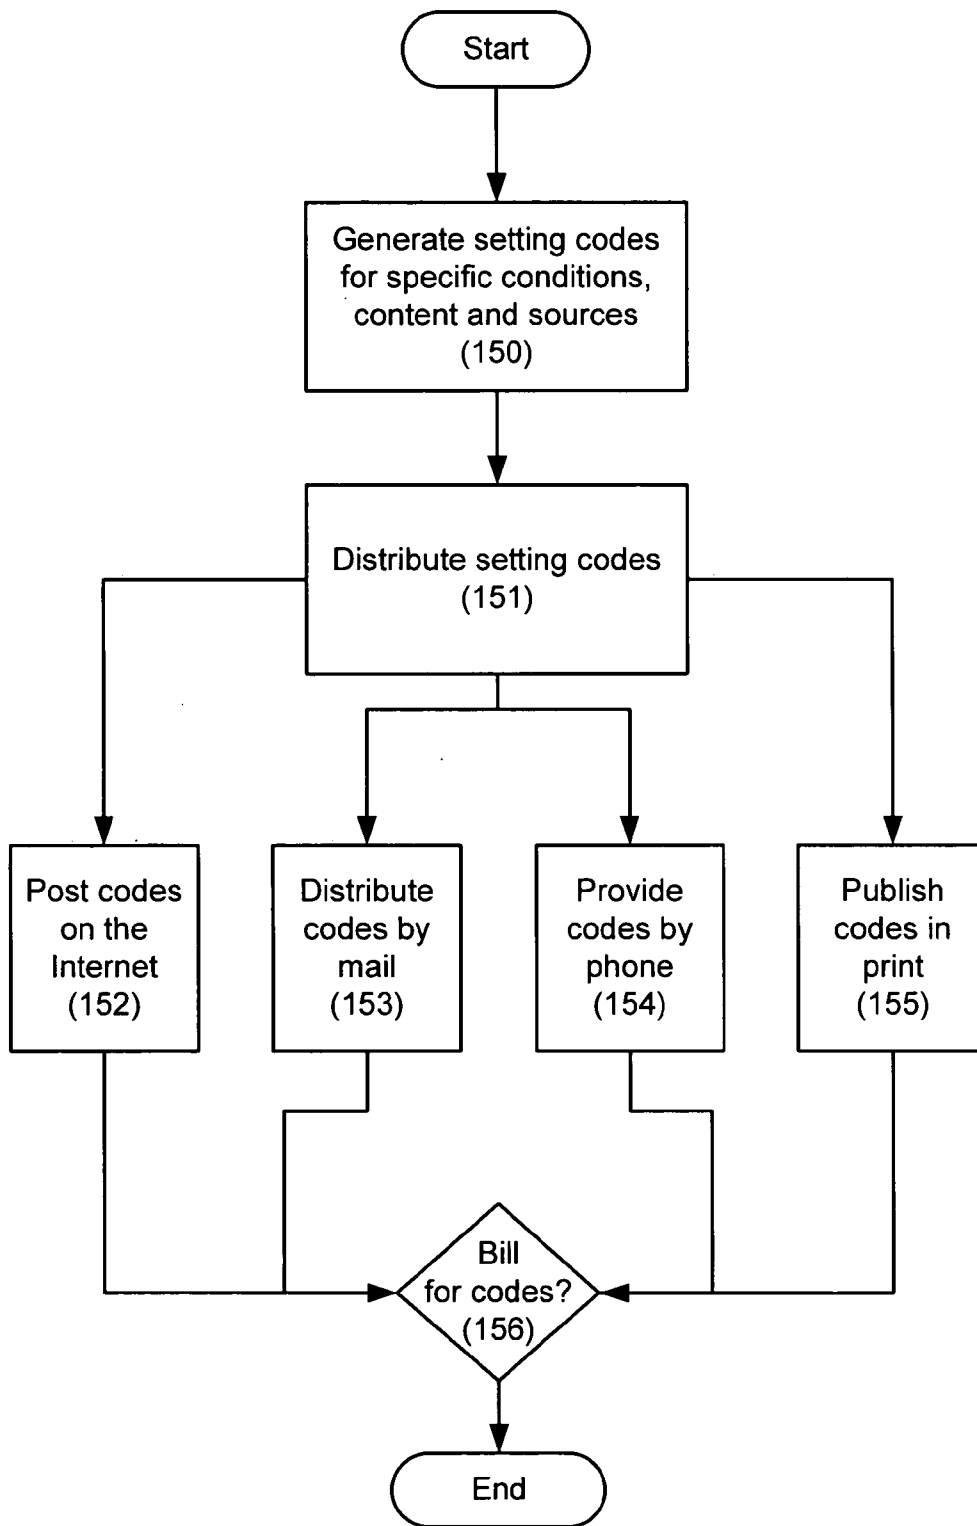 Start
Generate setting codes
for specific conditions,
content and sources
(150)
Distribute setting codes
(151)
Post codes
on the
Internet
(152)
Distribute
codes by
mail
(153)
Provide
codes by
phone
(154)
Publish
codes in
print
(155)
Bill
for codes?
(156)
End